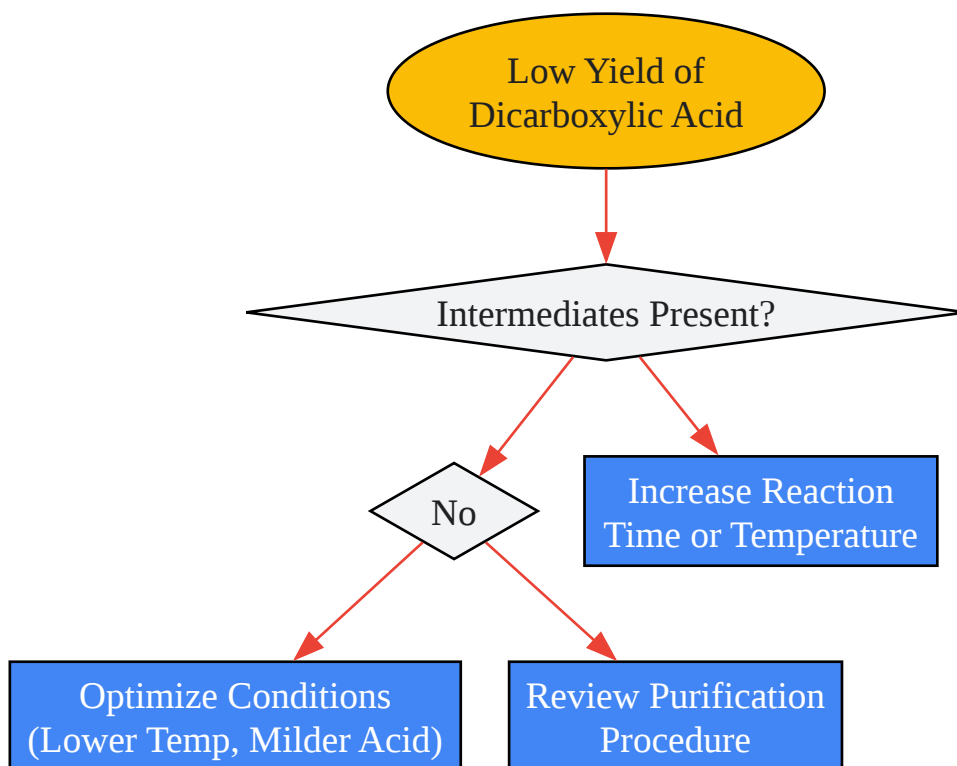 Low Yield of
Dicarboxylic Acid
Intermediates Present?
No
Increase Reaction
Time or Temperature
Optimize Conditions
(Lower Temp, Milder Acid)
Review Purification
Procedure